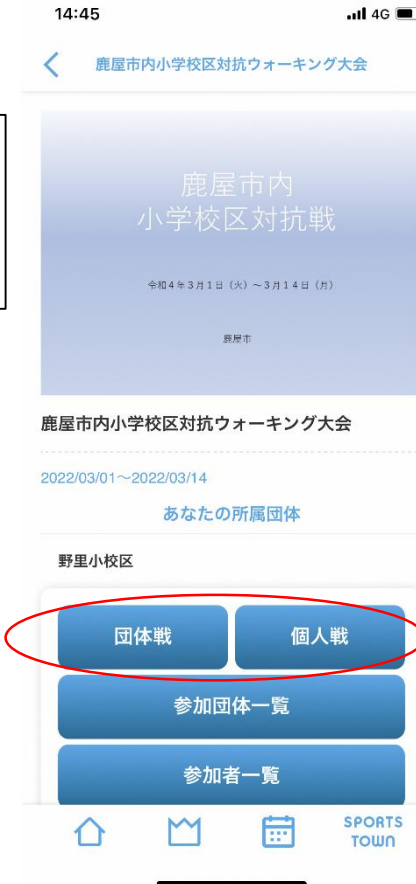 14:45
4G
鹿屋市内小学校区対抗ウォーキング大会
鹿屋市内
小学校区対抗戦
令和4年3月1日（火）～3月14日（月）
鹿屋市
鹿屋市内小学校区対抗ウォーキング大会
2022/03/01～2022/03/14
あなたの所属団体
野里小校区
団体戦
個人戦
参加団体一覧
参加者一覧
SPORTS
TOWN